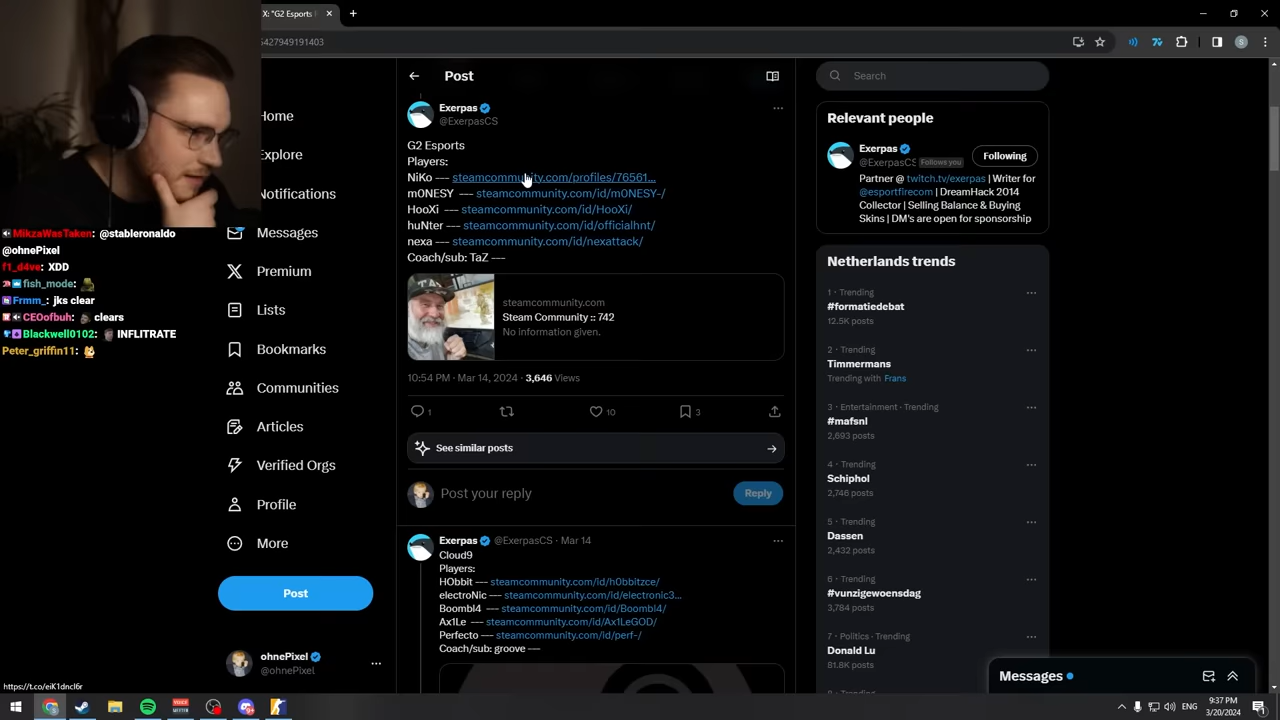 X: "G2 Esports
5427949191403
Home
Explore
Notifications
Messages
Premium
Lists
Bookmarks
Communities
Articles
Verified Orgs
Profile
More
Post
ohnePixel
@ohnePixel
https://t.co/eiK1dncl6r
MikzaWasTaken: @stableronaldo
@ohnePixel
f1_d4ve: XDD
fish_mode:
Frmm_: jks clear
CEOofbuh: clears
Blackwell0102: INFLITRATE
Peter_griffin11:
Post
Exerpas
@ExerpasCS
G2 Esports
Players:
NiKo --- steamcommunity.com/profiles/76561...
m0NESY --- steamcommunity.com/id/m0NESY-/
HooXi --- steamcommunity.com/id/HooXi/
huNter --- steamcommunity.com/id/officialhnt/
nexa --- steamcommunity.com/id/nexattack/
Coach/sub: TaZ ---
steamcommunity.com
Steam Community :: 742
No information given.
10:54 PM · Mar 14, 2024 · 3,646 Views
1
10
3
See similar posts
Post your reply
Reply
Exerpas @ExerpasCS · Mar 14
Cloud9
Players:
HObbit --- steamcommunity.com/id/h0bbitzce/
electroNic --- steamcommunity.com/id/electronic3...
Boombl4 --- steamcommunity.com/id/Boombl4/
Ax1Le --- steamcommunity.com/id/Ax1LeGOD/
Perfecto --- steamcommunity.com/id/perf-/
Coach/sub: groove ---
Search
Relevant people
Exerpas
@ExerpasCS Follows you
Following
Partner @ twitch.tv/exerpas | Writer for
@esportfirecom | DreamHack 2014
Collector | Selling Balance & Buying
Skins | DM's are open for sponsorship
Netherlands trends
1 · Trending
#formatiedebat
12.5K posts
2 · Trending
Timmermans
Trending with Frans
3 · Entertainment · Trending
#mafsnl
2,693 posts
4 · Trending
Schiphol
2,746 posts
5 · Trending
Dassen
2,432 posts
6 · Trending
#vunzigewoensdag
3,784 posts
7 · Politics · Trending
Donald Lu
81.8K posts
Messages
ENG
9:37 PM
3/20/2024